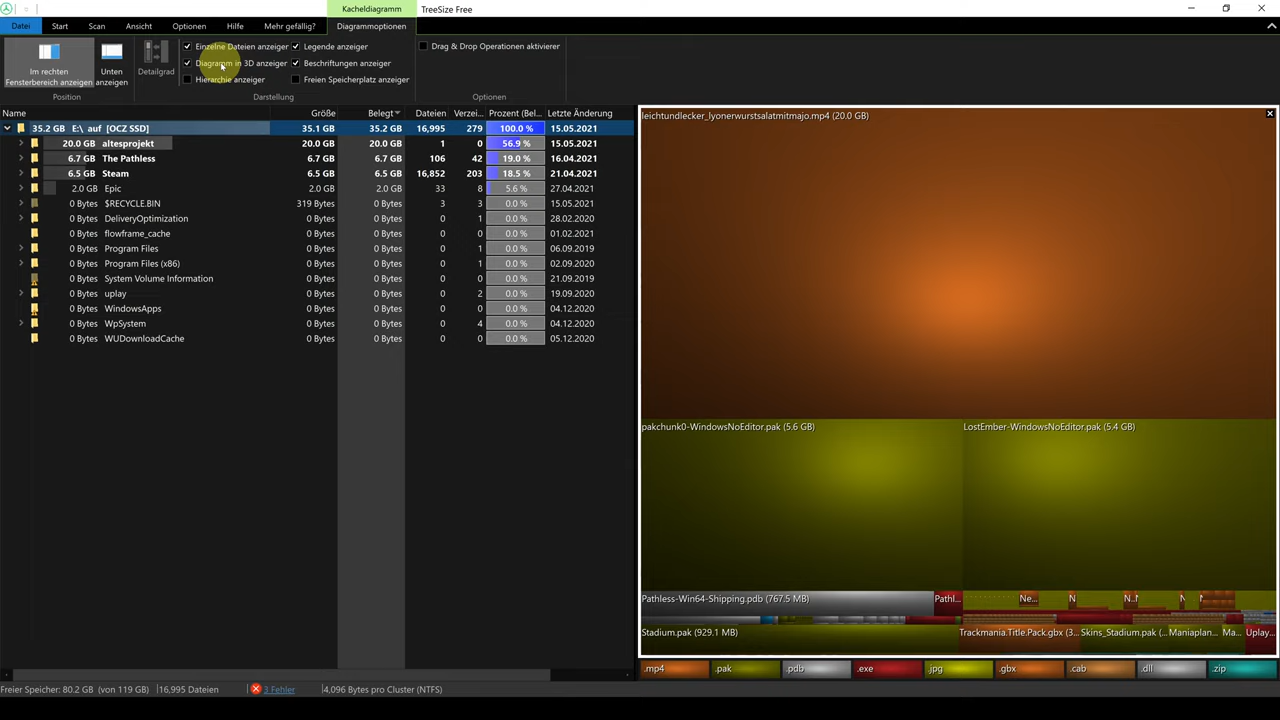 Kacheldiagramm TreeSize Free
Datei Start Scan Ansicht Optionen Hilfe Mehr gefällig? Diagrammoptionen
Einzelne Dateien anzeigen Legende anzeigen Drag & Drop Operationen aktivieren
Diagramm in 3D anzeigen Beschriftungen anzeigen
Im rechten Fensterbereich anzeigen
Unten anzeigen
Detailgrad
Hierarchie anzeigen Freien Speicherplatz anzeigen
Position Darstellung Optionen
Name Größe Belegt Dateien Verzei... Prozent (Bel... Letzte Änderung
35.2 GB E:\ auf [OCZ SSD] 35.1 GB 35.2 GB 16,995 279 100.0 % 15.05.2021
20.0 GB altesprojekt 20.0 GB 20.0 GB 1 0 56.9 % 15.05.2021
6.7 GB The Pathless 6.7 GB 6.7 GB 106 42 19.0 % 16.04.2021
6.5 GB Steam 6.5 GB 6.5 GB 16,852 203 18.5 % 21.04.2021
2.0 GB Epic 2.0 GB 2.0 GB 33 8 5.6 % 27.04.2021
0 Bytes $RECYCLE.BIN 319 Bytes 0 Bytes 3 3 0.0 % 15.05.2021
0 Bytes DeliveryOptimization 0 Bytes 0 Bytes 0 1 0.0 % 28.02.2020
0 Bytes flowframe_cache 0 Bytes 0 Bytes 0 0 0.0 % 01.02.2021
0 Bytes Program Files 0 Bytes 0 Bytes 0 1 0.0 % 06.09.2019
0 Bytes Program Files (x86) 0 Bytes 0 Bytes 0 1 0.0 % 02.09.2020
0 Bytes System Volume Information 0 Bytes 0 Bytes 0 0 0.0 % 21.09.2019
0 Bytes uplay 0 Bytes 0 Bytes 0 2 0.0 % 19.09.2020
0 Bytes WindowsApps 0 Bytes 0 Bytes 0 0 0.0 % 04.12.2020
0 Bytes WpSystem 0 Bytes 0 Bytes 0 4 0.0 % 04.12.2020
0 Bytes WUDownloadCache 0 Bytes 0 Bytes 0 0 0.0 % 05.12.2020
leichtundlecker_lyonerwurstsalatmitmajo.mp4 (20.0 GB)
pakchunk0-WindowsNoEditor.pak (5.6 GB) LostEmber-WindowsNoEditor.pak (5.4 GB)
Pathless-Win64-Shipping.pdb (767.5 MB) Pathl... Ne... N N.. N
Stadium.pak (929.1 MB) Trackmania.Title.Pack.gbx (3... Skins_Stadium.pak (... Maniaplan... Ma... Uplay...
.mp4 .pak .pdb .exe .jpg .gbx .cab .dll .zip
Freier Speicher: 80.2 GB (von 119 GB) 16,995 Dateien 3 Fehler 4,096 Bytes pro Cluster (NTFS)